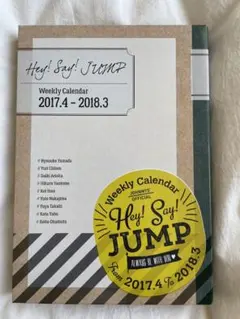 Hey! Say! JUMP
Weekly Calendar
2017.4 – 2018.3
# Ryosuke Yamada
# Yuri Chinen
# Daiki Arioka
# Hikaru Yaotome
# Kei Inoo
# Yuto Nakajima
# Yuya Takaki
# Kota Yabu
# Keito Okamoto
Weekly Calendar
JOHNNYS'
OFFICIAL
Hey! Say!
JUMP
ALWAYS BE WITH YOU
From 2017.4 To 2018.3